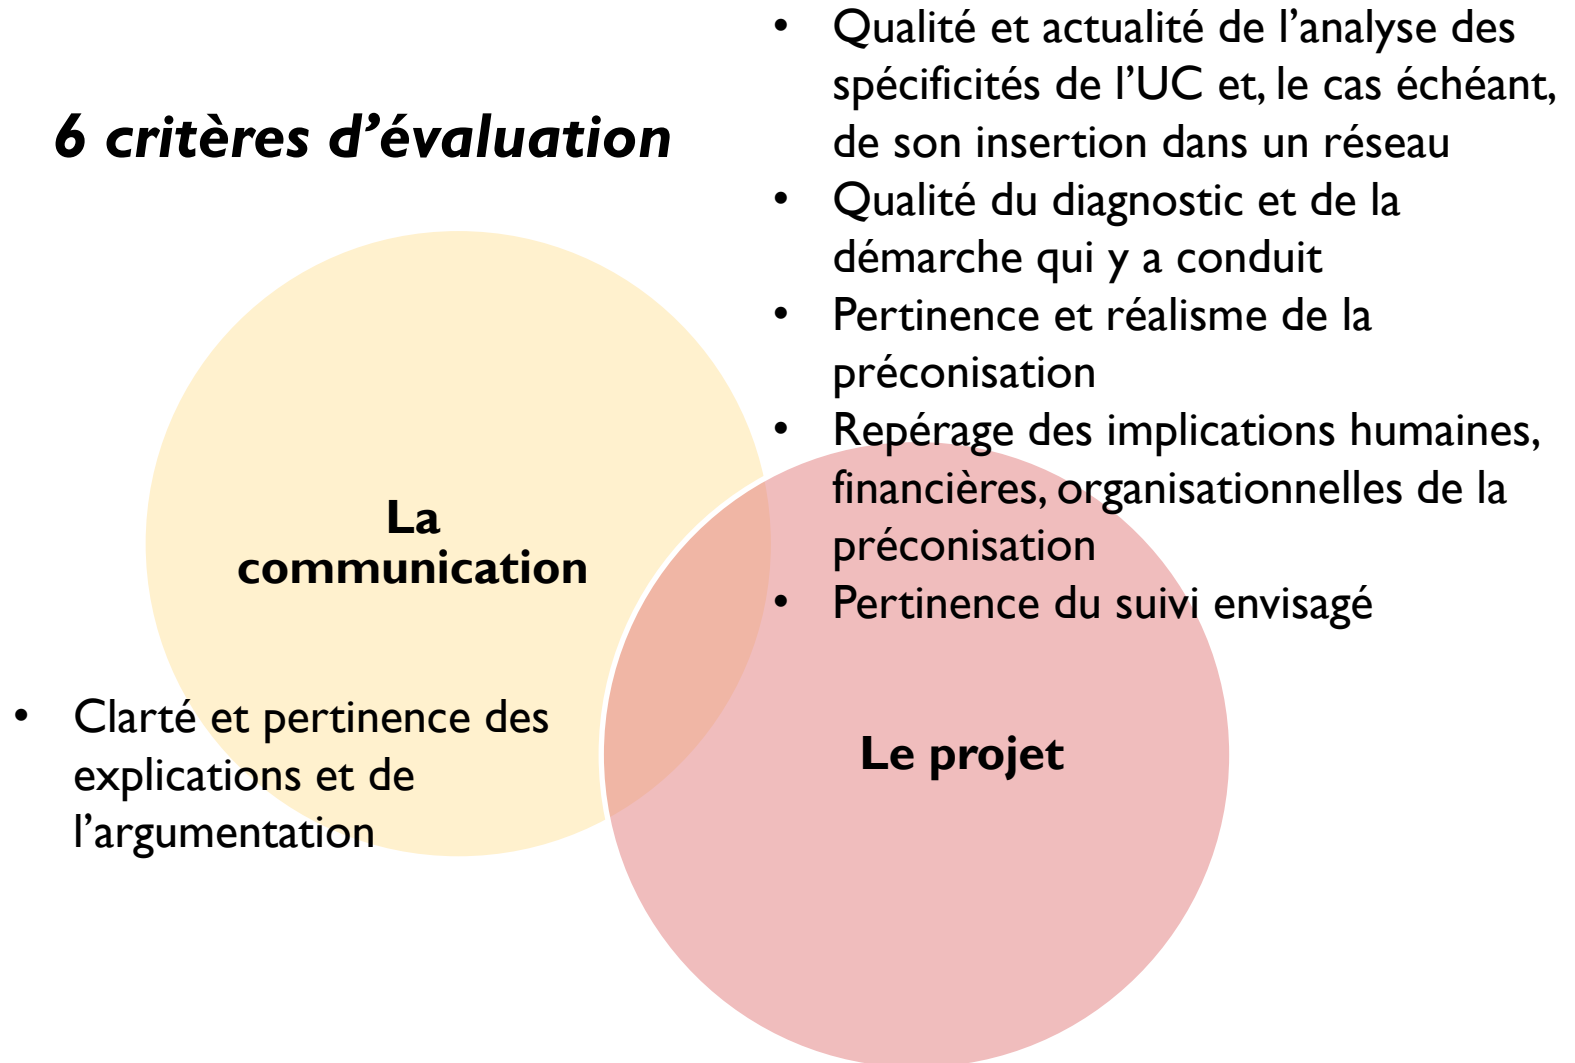 6 critères d’évaluation
• Qualité et actualité de l’analyse des
spécificités de l’UC et, le cas échéant,
de son insertion dans un réseau
• Qualité du diagnostic et de la
démarche qui y a conduit
• Pertinence et réalisme de la
préconisation
• Repérage des implications humaines,
financières, organisationnelles de la
préconisation
• Pertinence du suivi envisagé
La
communication
• Clarté et pertinence des
explications et de
l’argumentation
Le projet